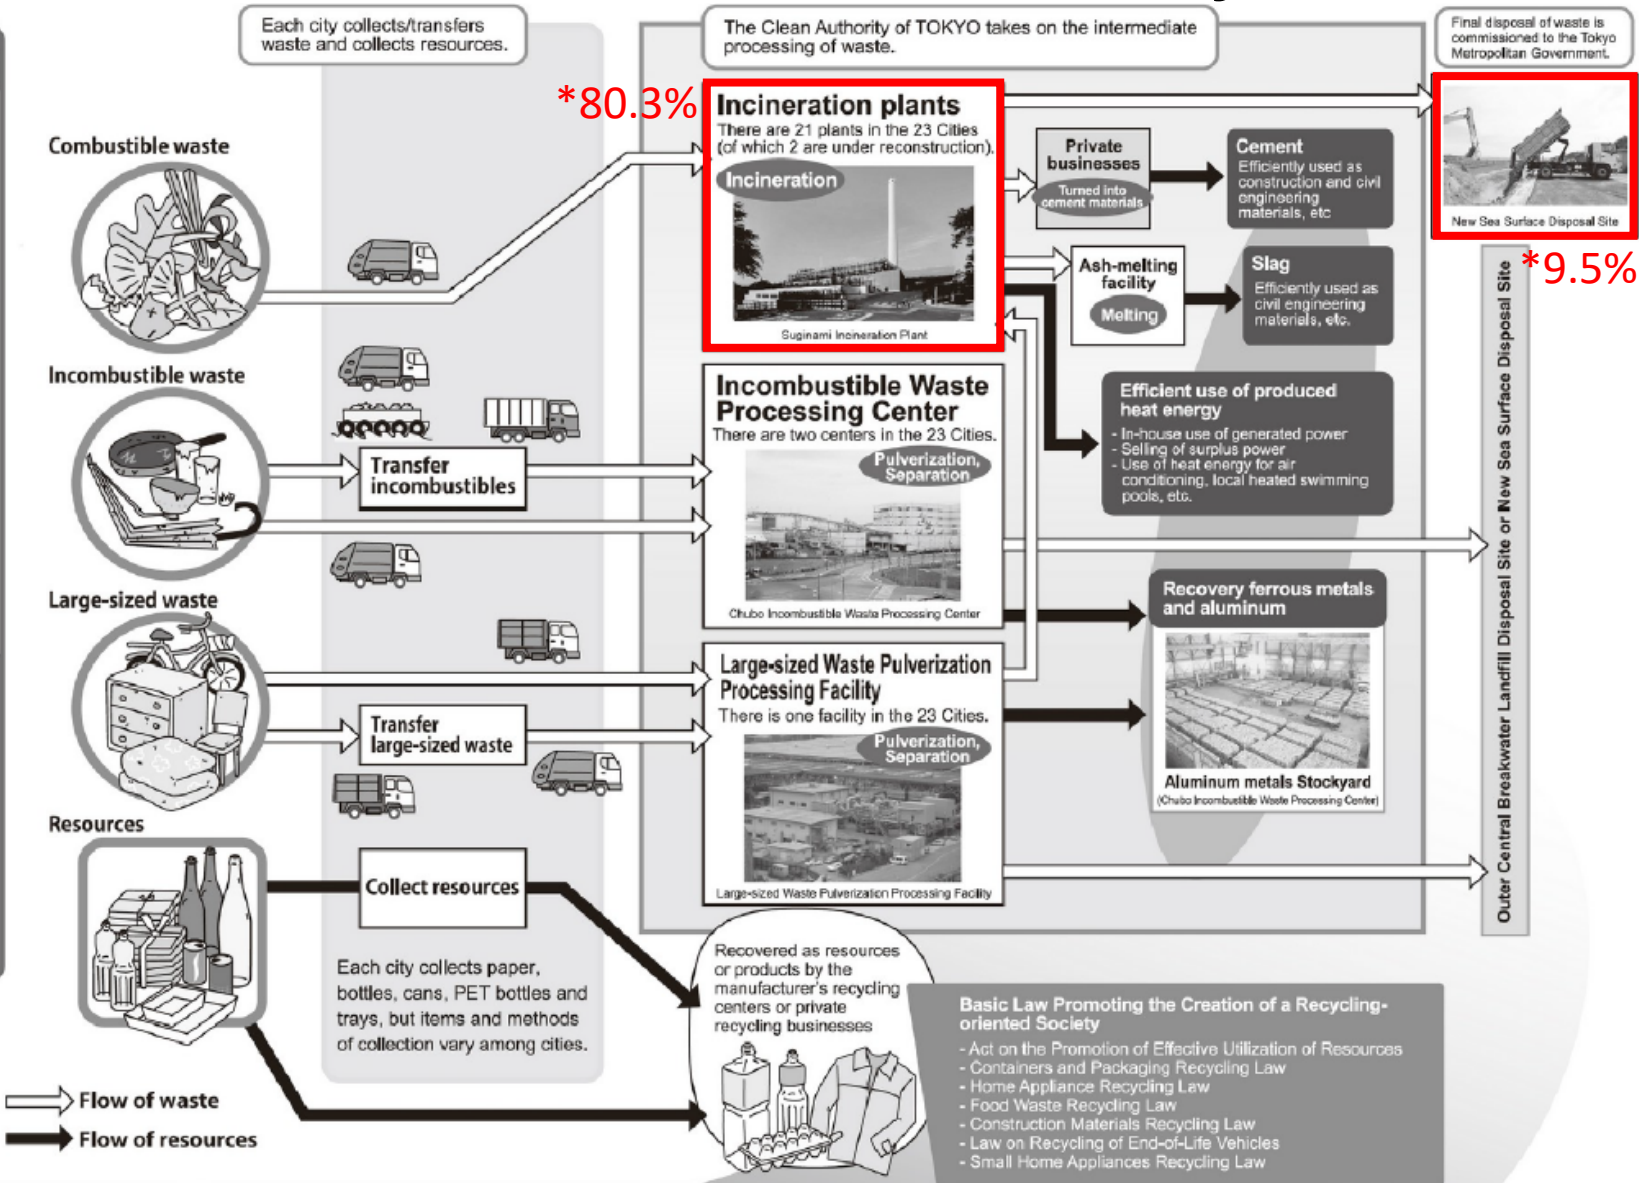 Each city collects/transfers
waste and collects resources.
The Clean Authority of TOKYO takes on the intermediate
processing of waste.
Final disposal of waste is
commissioned to the Tokyo
Metropolitan Government.
*80.3%
Combustible waste
Incineration plants
There are 21 plants in the 23 Cities
(of which 2 are under reconstruction).
Incineration
Suginami Incineration Plant
Private
businesses
Turned into
cement materials
Cement
Efficiently used as
construction and civil
engineering
materials, etc
New Sea Surface Disposal Site
*9.5%
Ash-melting
facility
Melting
Slag
Efficiently used as
civil engineering
materials, etc.
Incombustible waste
Transfer
incombustibles
Incombustible Waste
Processing Center
There are two centers in the 23 Cities.
Pulverization,
Separation
Chubo Incombustible Waste Processing Center
Efficient use of produced
heat energy
- In-house use of generated power
- Selling of surplus power
- Use of heat energy for air
conditioning, local heated swimming
pools, etc.
Outer Central Breakwater Landfill Disposal Site or New Sea Surface Disposal Site
Large-sized waste
Transfer
large-sized waste
Large-sized Waste Pulverization
Processing Facility
There is one facility in the 23 Cities.
Pulverization,
Separation
Large-sized Waste Pulverization Processing Facility
Recovery ferrous metals
and aluminum
Aluminum metals Stockyard
(Chubo Incombustible Waste Processing Center)
Resources
Collect resources
Each city collects paper,
bottles, cans, PET bottles and
trays, but items and methods
of collection vary among cities.
Recovered as resources
or products by the
manufacturer's recycling
centers or private
recycling businesses
Basic Law Promoting the Creation of a Recycling-
oriented Society
- Act on the Promotion of Effective Utilization of Resources
- Containers and Packaging Recycling Law
- Home Appliance Recycling Law
- Food Waste Recycling Law
- Construction Materials Recycling Law
- Law on Recycling of End-of-Life Vehicles
- Small Home Appliances Recycling Law
Flow of waste
Flow of resources